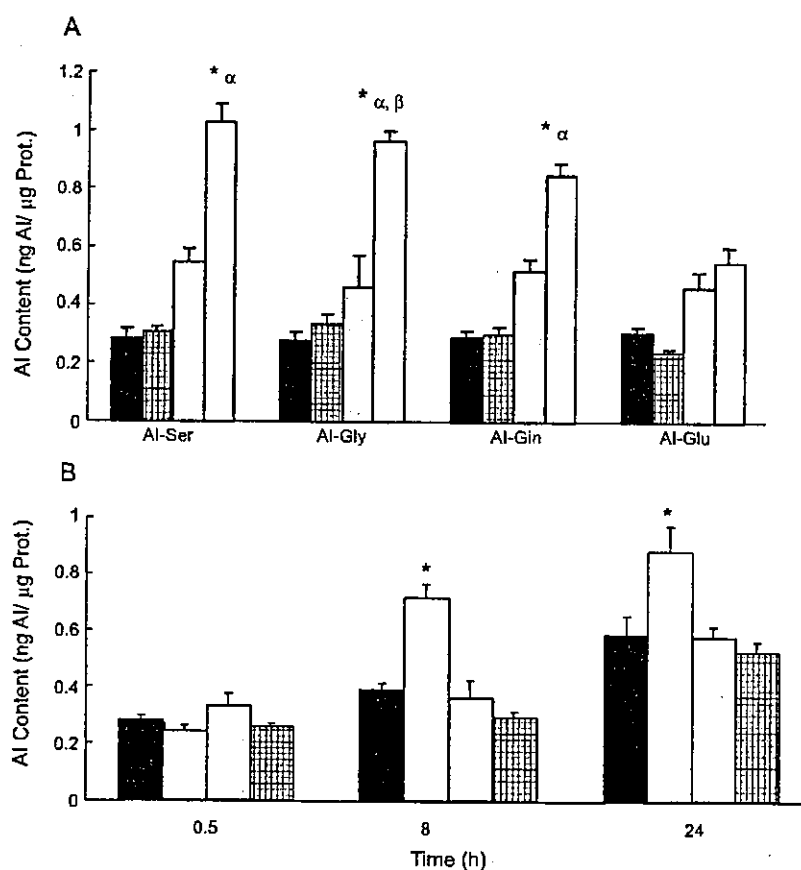 A
Al Content (ng Al/ μg Prot.)
1.2
1
0.8
0.6
0.4
0.2
0
* α
* α, β
* α
Al-Ser
Al-Gly
Al-Gin
Al-Glu
B
Al Content (ng Al/ μg Prot.)
1
0.8
0.6
0.4
0.2
0
*
*
0.5
8
24
Time (h)